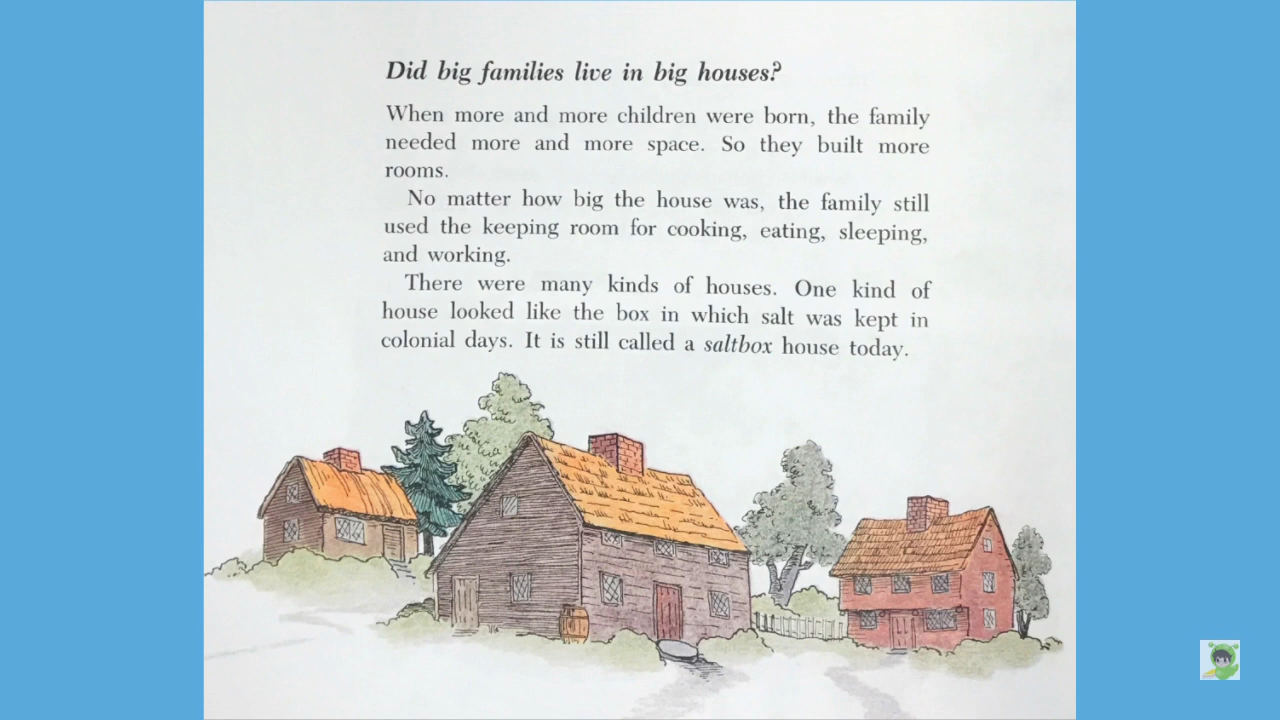 Did big families live in big houses?
When more and more children were born, the family
needed more and more space. So they built more
rooms.
No matter how big the house was, the family still
used the keeping room for cooking, eating, sleeping,
and working.
There were many kinds of houses. One kind of
house looked like the box in which salt was kept in
colonial days. It is still called a saltbox house today.